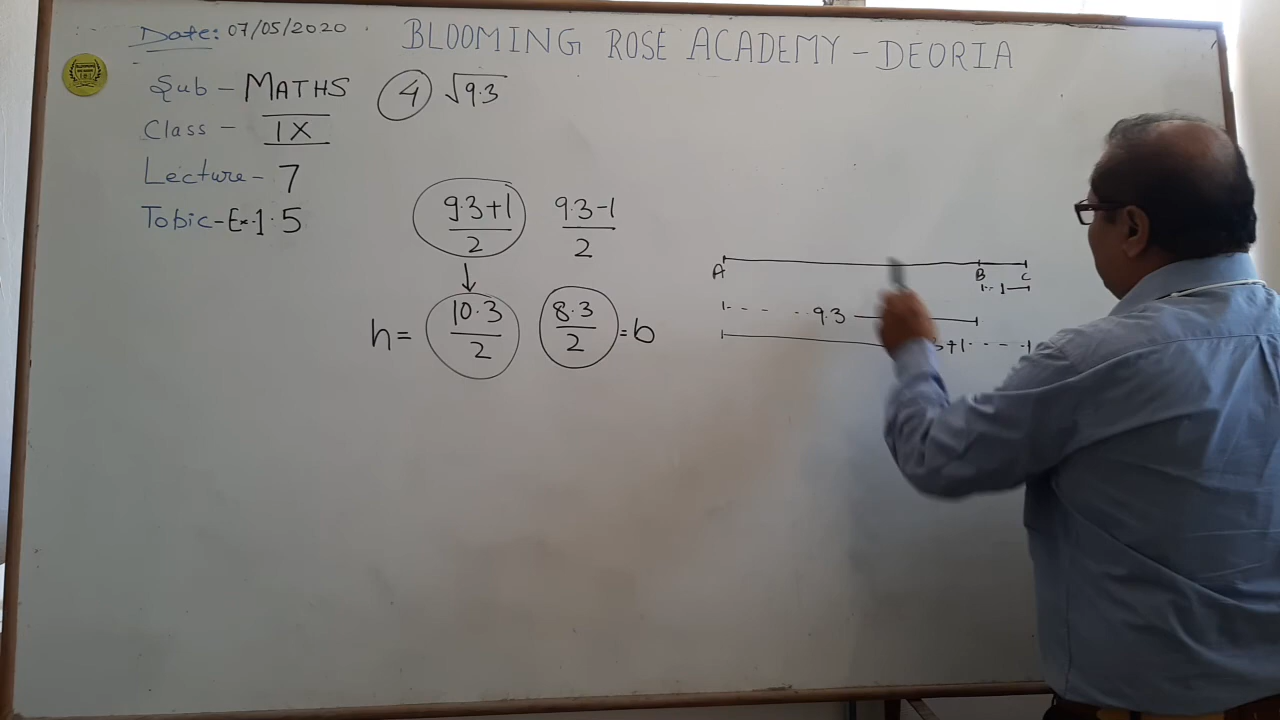 Date: 07/05/2020
BLOOMING ROSE ACADEMY - DEORIA
Sub - MATHS
④ √9.3
Class - IX
Lecture - 7
Tobic - Ex. 1.5
9.3+1/2 9.3-1/2
h = 10.3/2 8.3/2 = b
A B C
1
9.3
+1